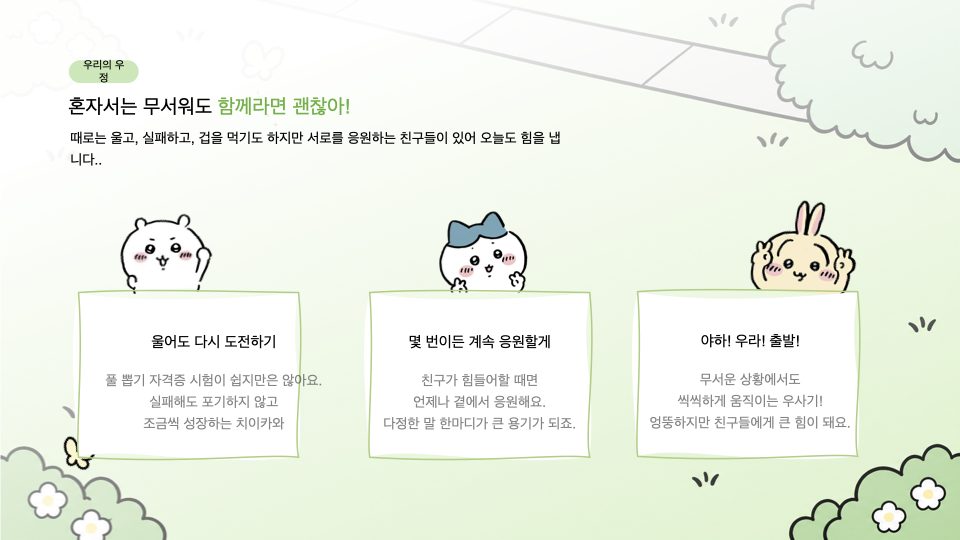 우리의 우
정
혼자서는 무서워도 함께라면 괜찮아!
때로는 울고, 실패하고, 겁을 먹기도 하지만 서로를 응원하는 친구들이 있어 오늘도 힘을 냅
니다..
울어도 다시 도전하기
풀 뽑기 자격증 시험이 쉽지만은 않아요.
실패해도 포기하지 않고
조금씩 성장하는 치이카와
몇 번이든 계속 응원할게
친구가 힘들어할 때면
언제나 곁에서 응원해요.
다정한 말 한마디가 큰 용기가 되죠.
야하! 우라! 출발!
무서운 상황에서도
씩씩하게 움직이는 우사기!
엉뚱하지만 친구들에게 큰 힘이 돼요.